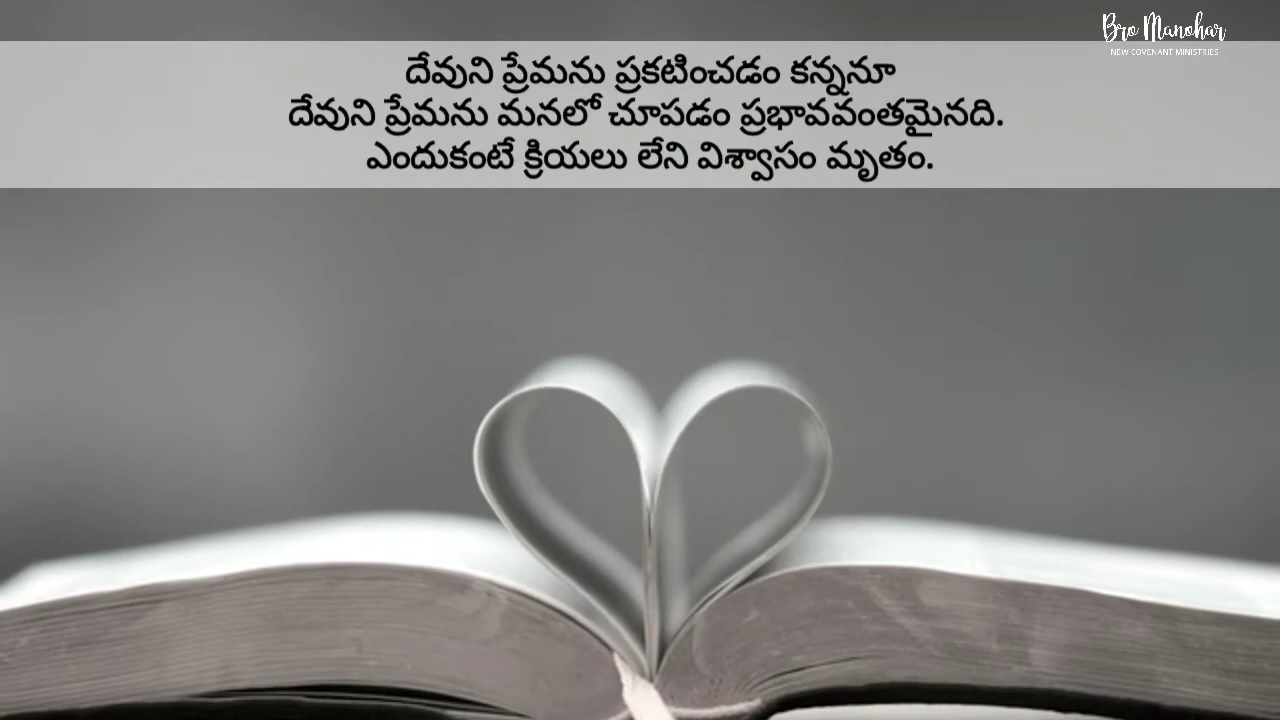 Bro Manohar
NEW COVENANT MINISTRIES
దేవుని ప్రేమను ప్రకటించడం కన్ననూ
దేవుని ప్రేమను మనలో చూపడం ప్రభావవంతమైనది.
ఎందుకంటే క్రియలు లేని విశ్వాసం మృతం.